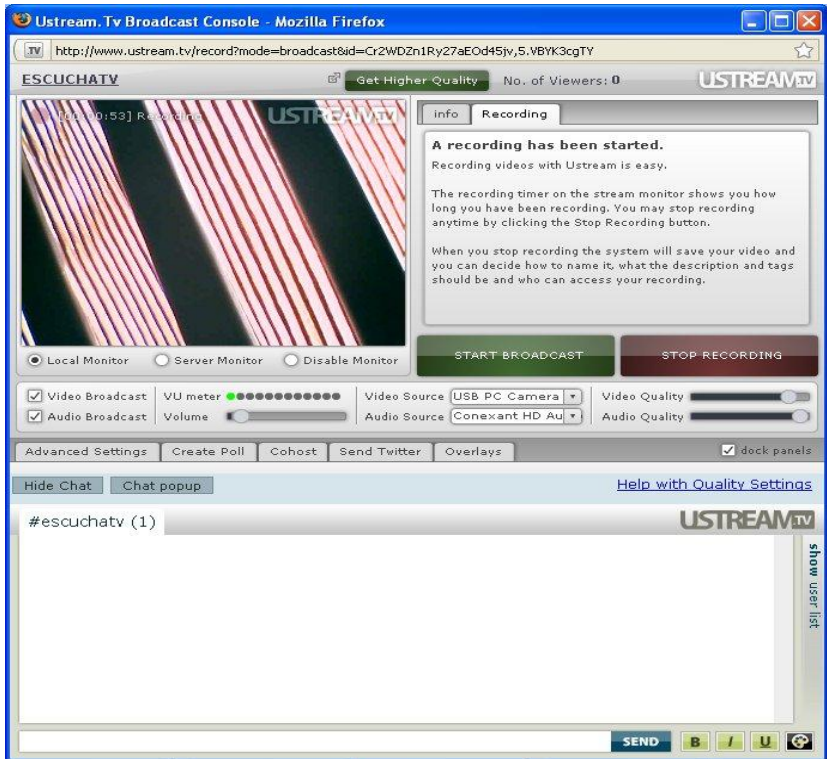 Ustream.Tv Broadcast Console - Mozilla Firefox
TV http://www.ustream.tv/record?mode=broadcast&id=Cr2WDZn1Ry27aEOd45jv,5.VBYK3cgTY
ESCUCHATV Get Higher Quality No. of Viewers: 0 USTREAM.TV
[00:00:53] Recording USTREAM.TV
info Recording
A recording has been started.
Recording videos with Ustream is easy.
The recording timer on the stream monitor shows you how
long you have been recording. You may stop recording
anytime by clicking the Stop Recording button.
When you stop recording the system will save your video and
you can decide how to name it, what the description and tags
should be and who can access your recording.
Local Monitor Server Monitor Disable Monitor
START BROADCAST STOP RECORDING
Video Broadcast VU meter Video Source USB PC Camera Video Quality
Audio Broadcast Volume Audio Source Conexant HD Au Audio Quality
Advanced Settings Create Poll Cohost Send Twitter Overlays dock panels
Hide Chat Chat popup Help with Quality Settings
#escuchatv (1) USTREAM.TV
show user list
SEND B I U